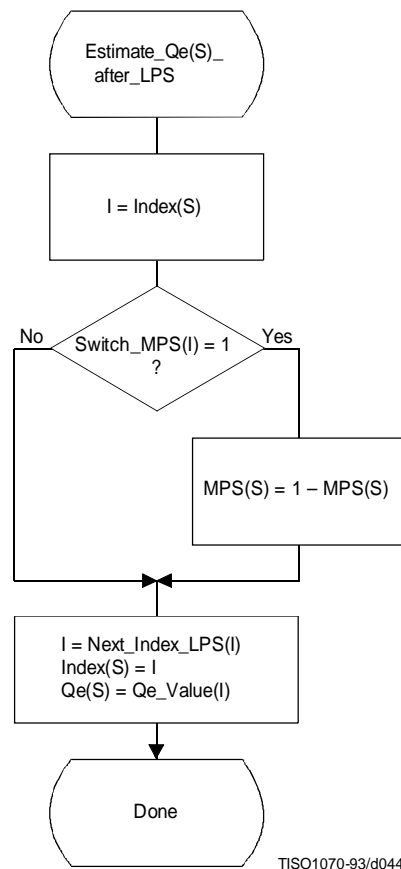 Estimate_Qe(S)_
after_LPS
I = Index(S)
No
Yes
Switch_MPS(I) = 1
?
MPS(S) = 1 – MPS(S)
I = Next_Index_LPS(I)
Index(S) = I
Qe(S) = Qe_Value(I)
Done
TISO1070-93/d044